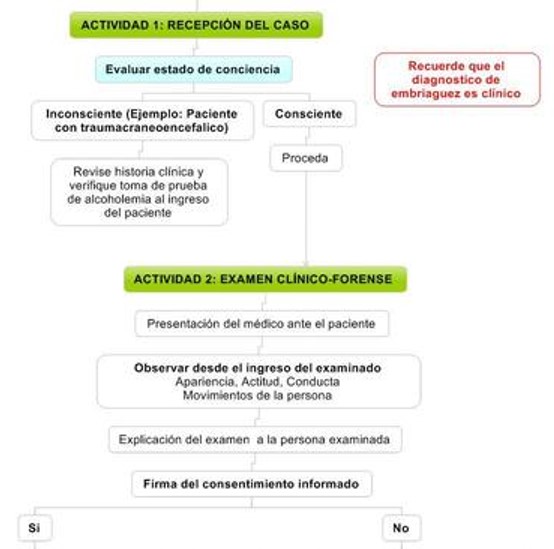 ACTIVIDAD 1: RECEPCIÓN DEL CASO
Evaluar estado de conciencia
Recuerde que el
diagnostico de
embriaguez es clínico
Inconsciente (Ejemplo: Paciente
con traumacraneoencefalico)
Consciente
Revise historia clínica y
verifique toma de prueba
de alcoholemia al ingreso
del paciente
Proceda
ACTIVIDAD 2: EXAMEN CLÍNICO-FORENSE
Presentación del médico ante el paciente
Observar desde el ingreso del examinado
Apariencia, Actitud, Conducta
Movimientos de la persona
Explicación del examen a la persona examinada
Firma del consentimiento informado
Si
No